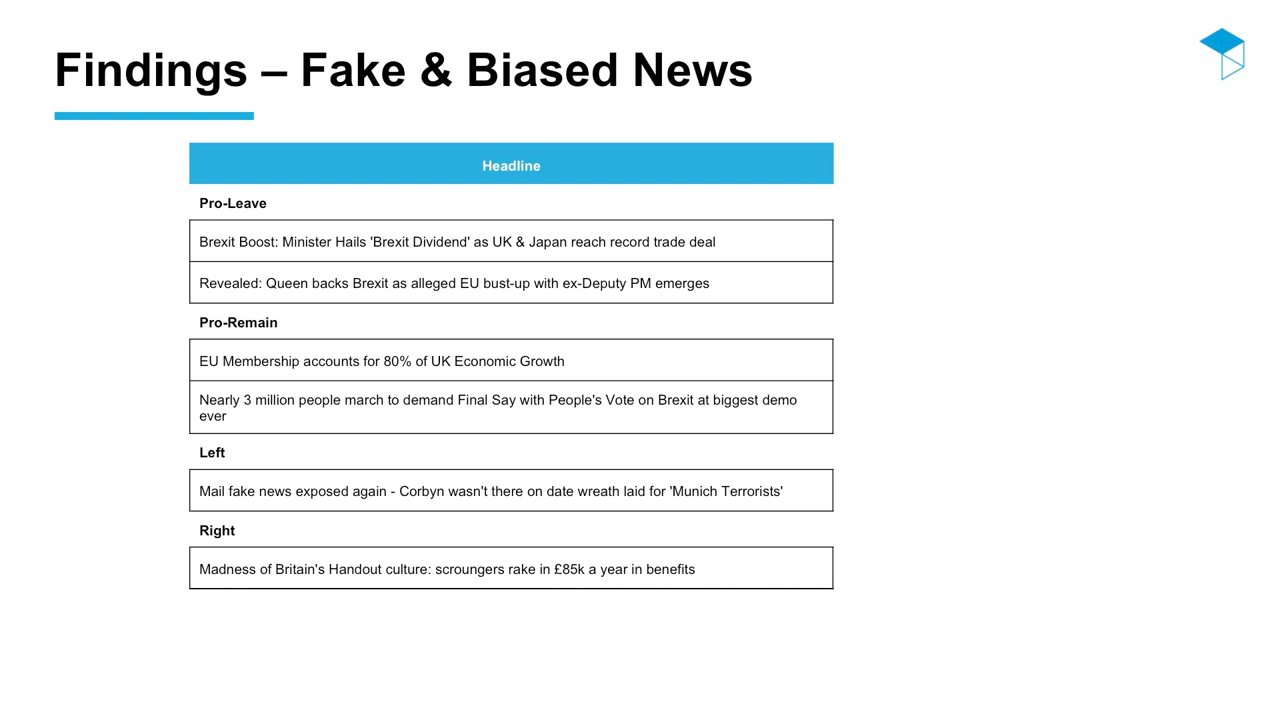 Findings – Fake & Biased News
Headline
Pro-Leave
Brexit Boost: Minister Hails 'Brexit Dividend' as UK & Japan reach record trade deal
Revealed: Queen backs Brexit as alleged EU bust-up with ex-Deputy PM emerges
Pro-Remain
EU Membership accounts for 80% of UK Economic Growth
Nearly 3 million people march to demand Final Say with People's Vote on Brexit at biggest demo
ever
Left
Mail fake news exposed again - Corbyn wasn't there on date wreath laid for 'Munich Terrorists'
Right
Madness of Britain's Handout culture: scroungers rake in £85k a year in benefits